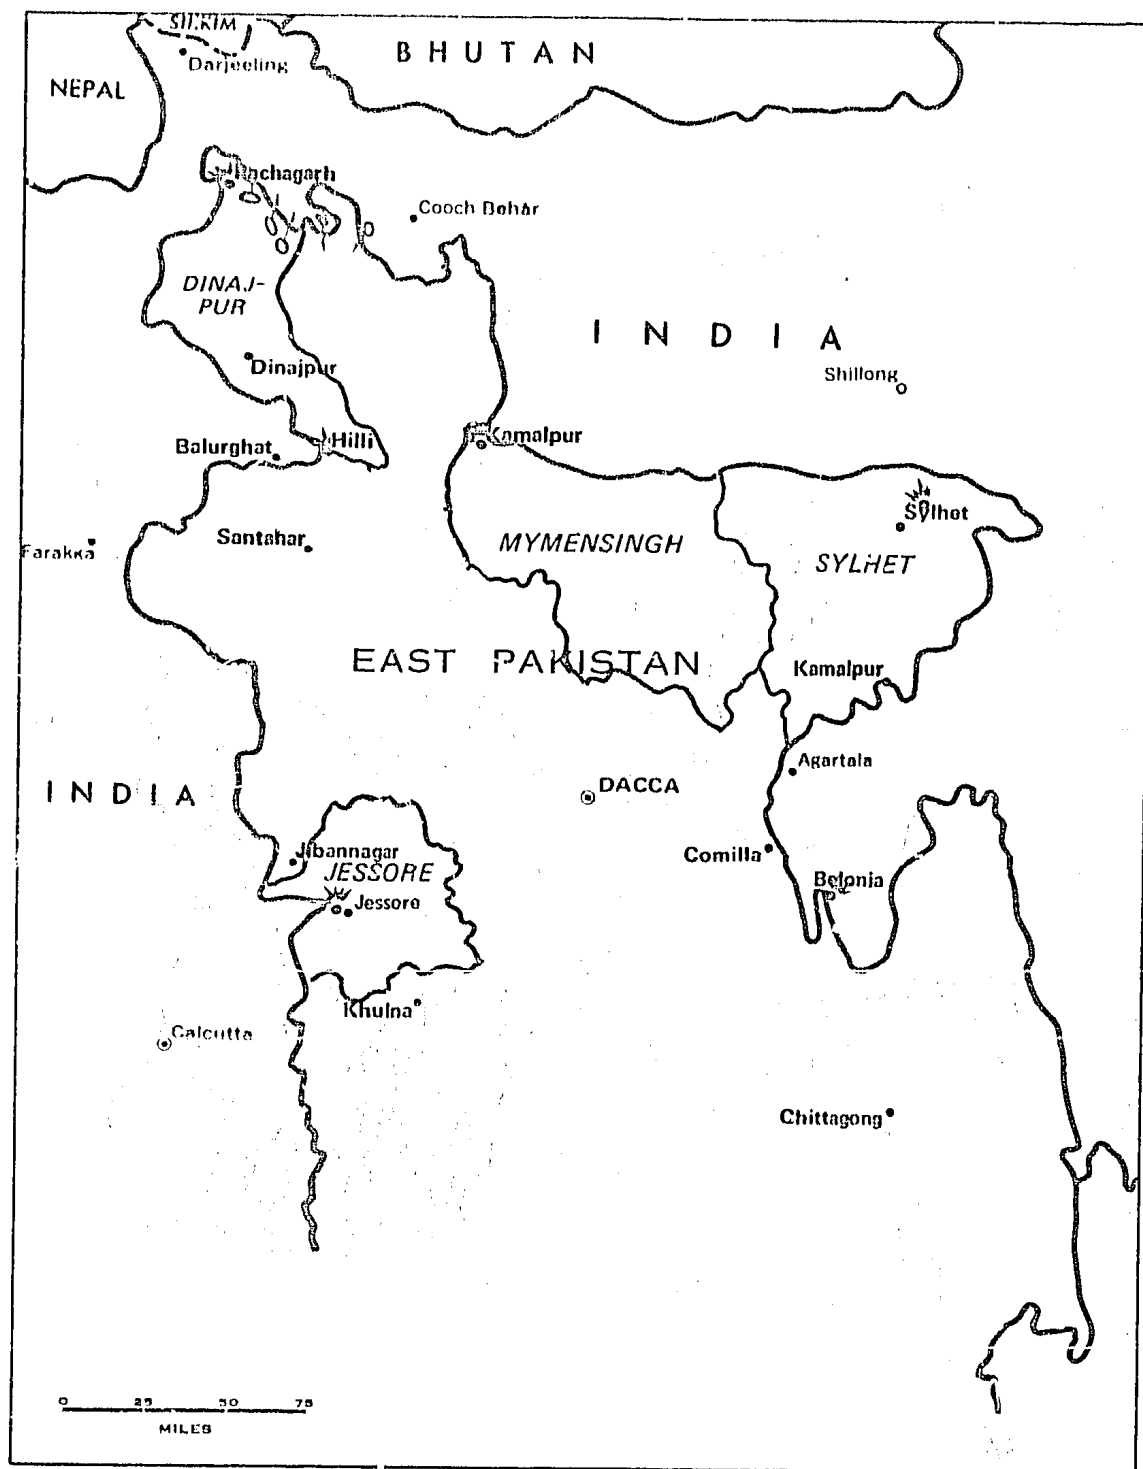 SIKKIM
BHUTAN
Darjeeling
NEPAL
Pachagarh
Cooch Behar
DINAJ-
PUR
INDIA
Shillong
Dinajpur
Hilli
Kamalpur
Balurghat
Sylhet
Farakka
Santahar
MYMENSINGH
SYLHET
EAST PAKISTAN
Kamalpur
Agartala
INDIA
DACCA
Jibannagar
Comilla
JESSORE
Belonia
Jessore
Khulna
Calcutta
Chittagong
0 25 50 75
MILES